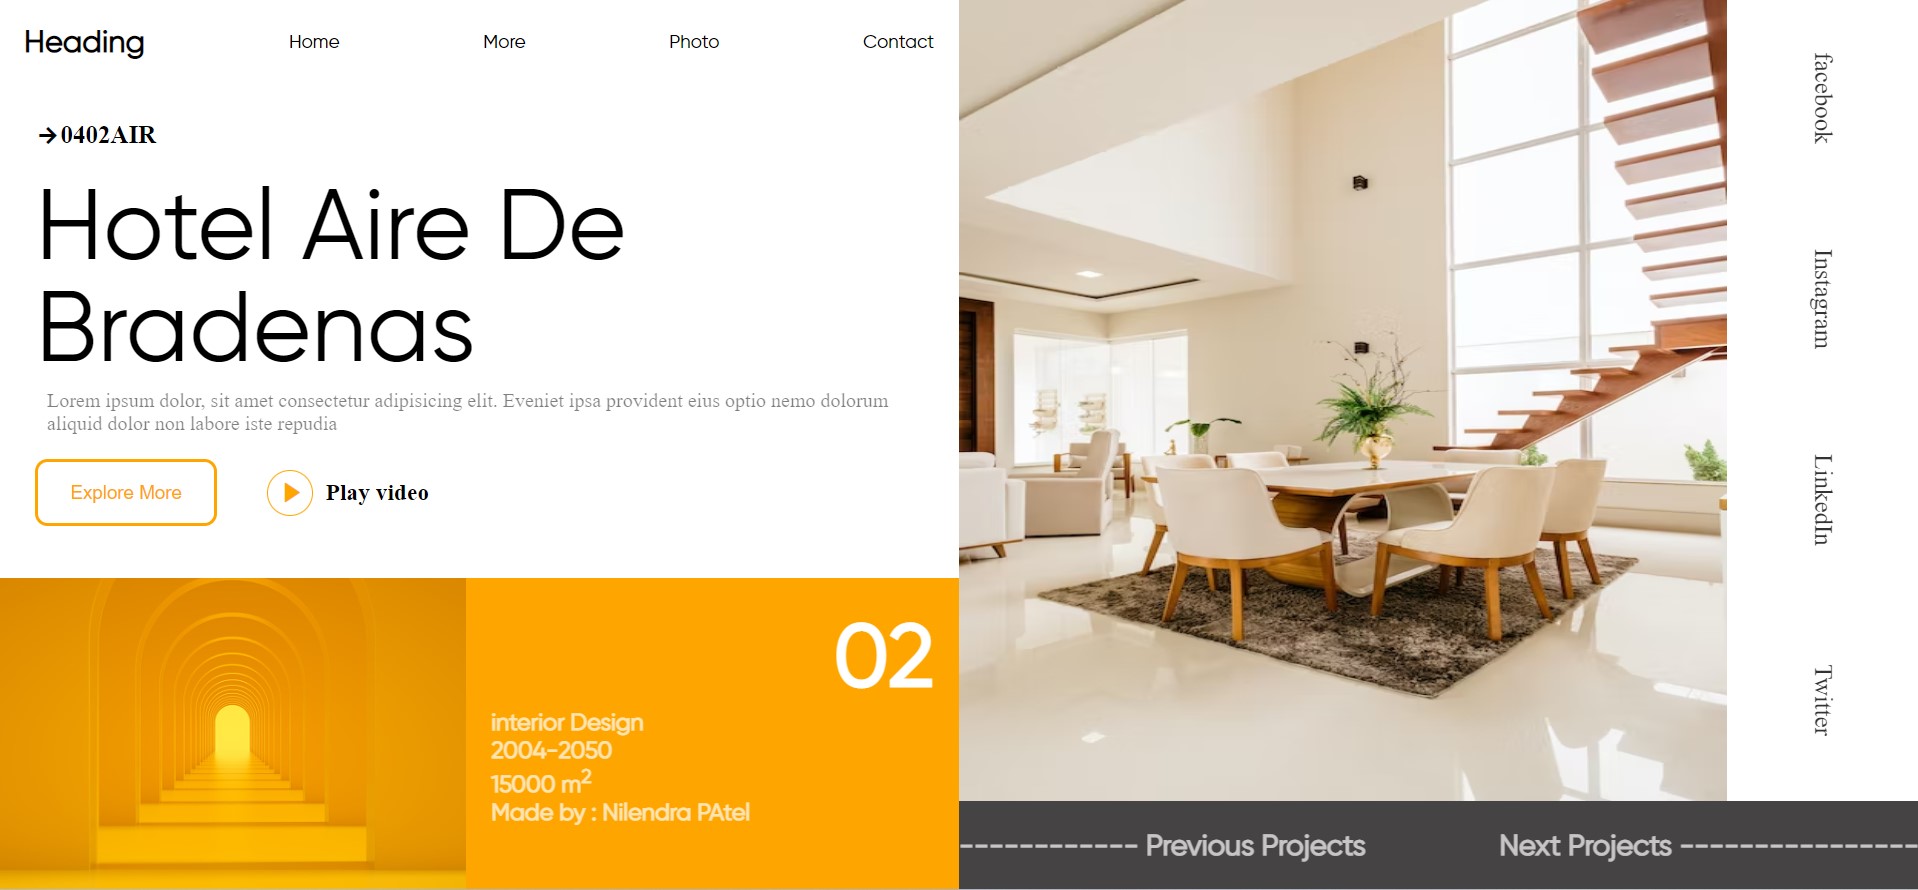 Heading
Home
More
Photo
Contact
→0402AIR
Hotel Aire De
Bradenas
Lorem ipsum dolor, sit amet consectetur adipisicing elit. Eveniet ipsa provident eius optio nemo dolorum
aliquid dolor non labore iste repudia
Explore More
Play video
02
interior Design
2004-2050
15000 m²
Made by : Nilendra PAtel
facebook
Instagram
LinkedIn
Twitter
------------ Previous Projects
Next Projects ----------------